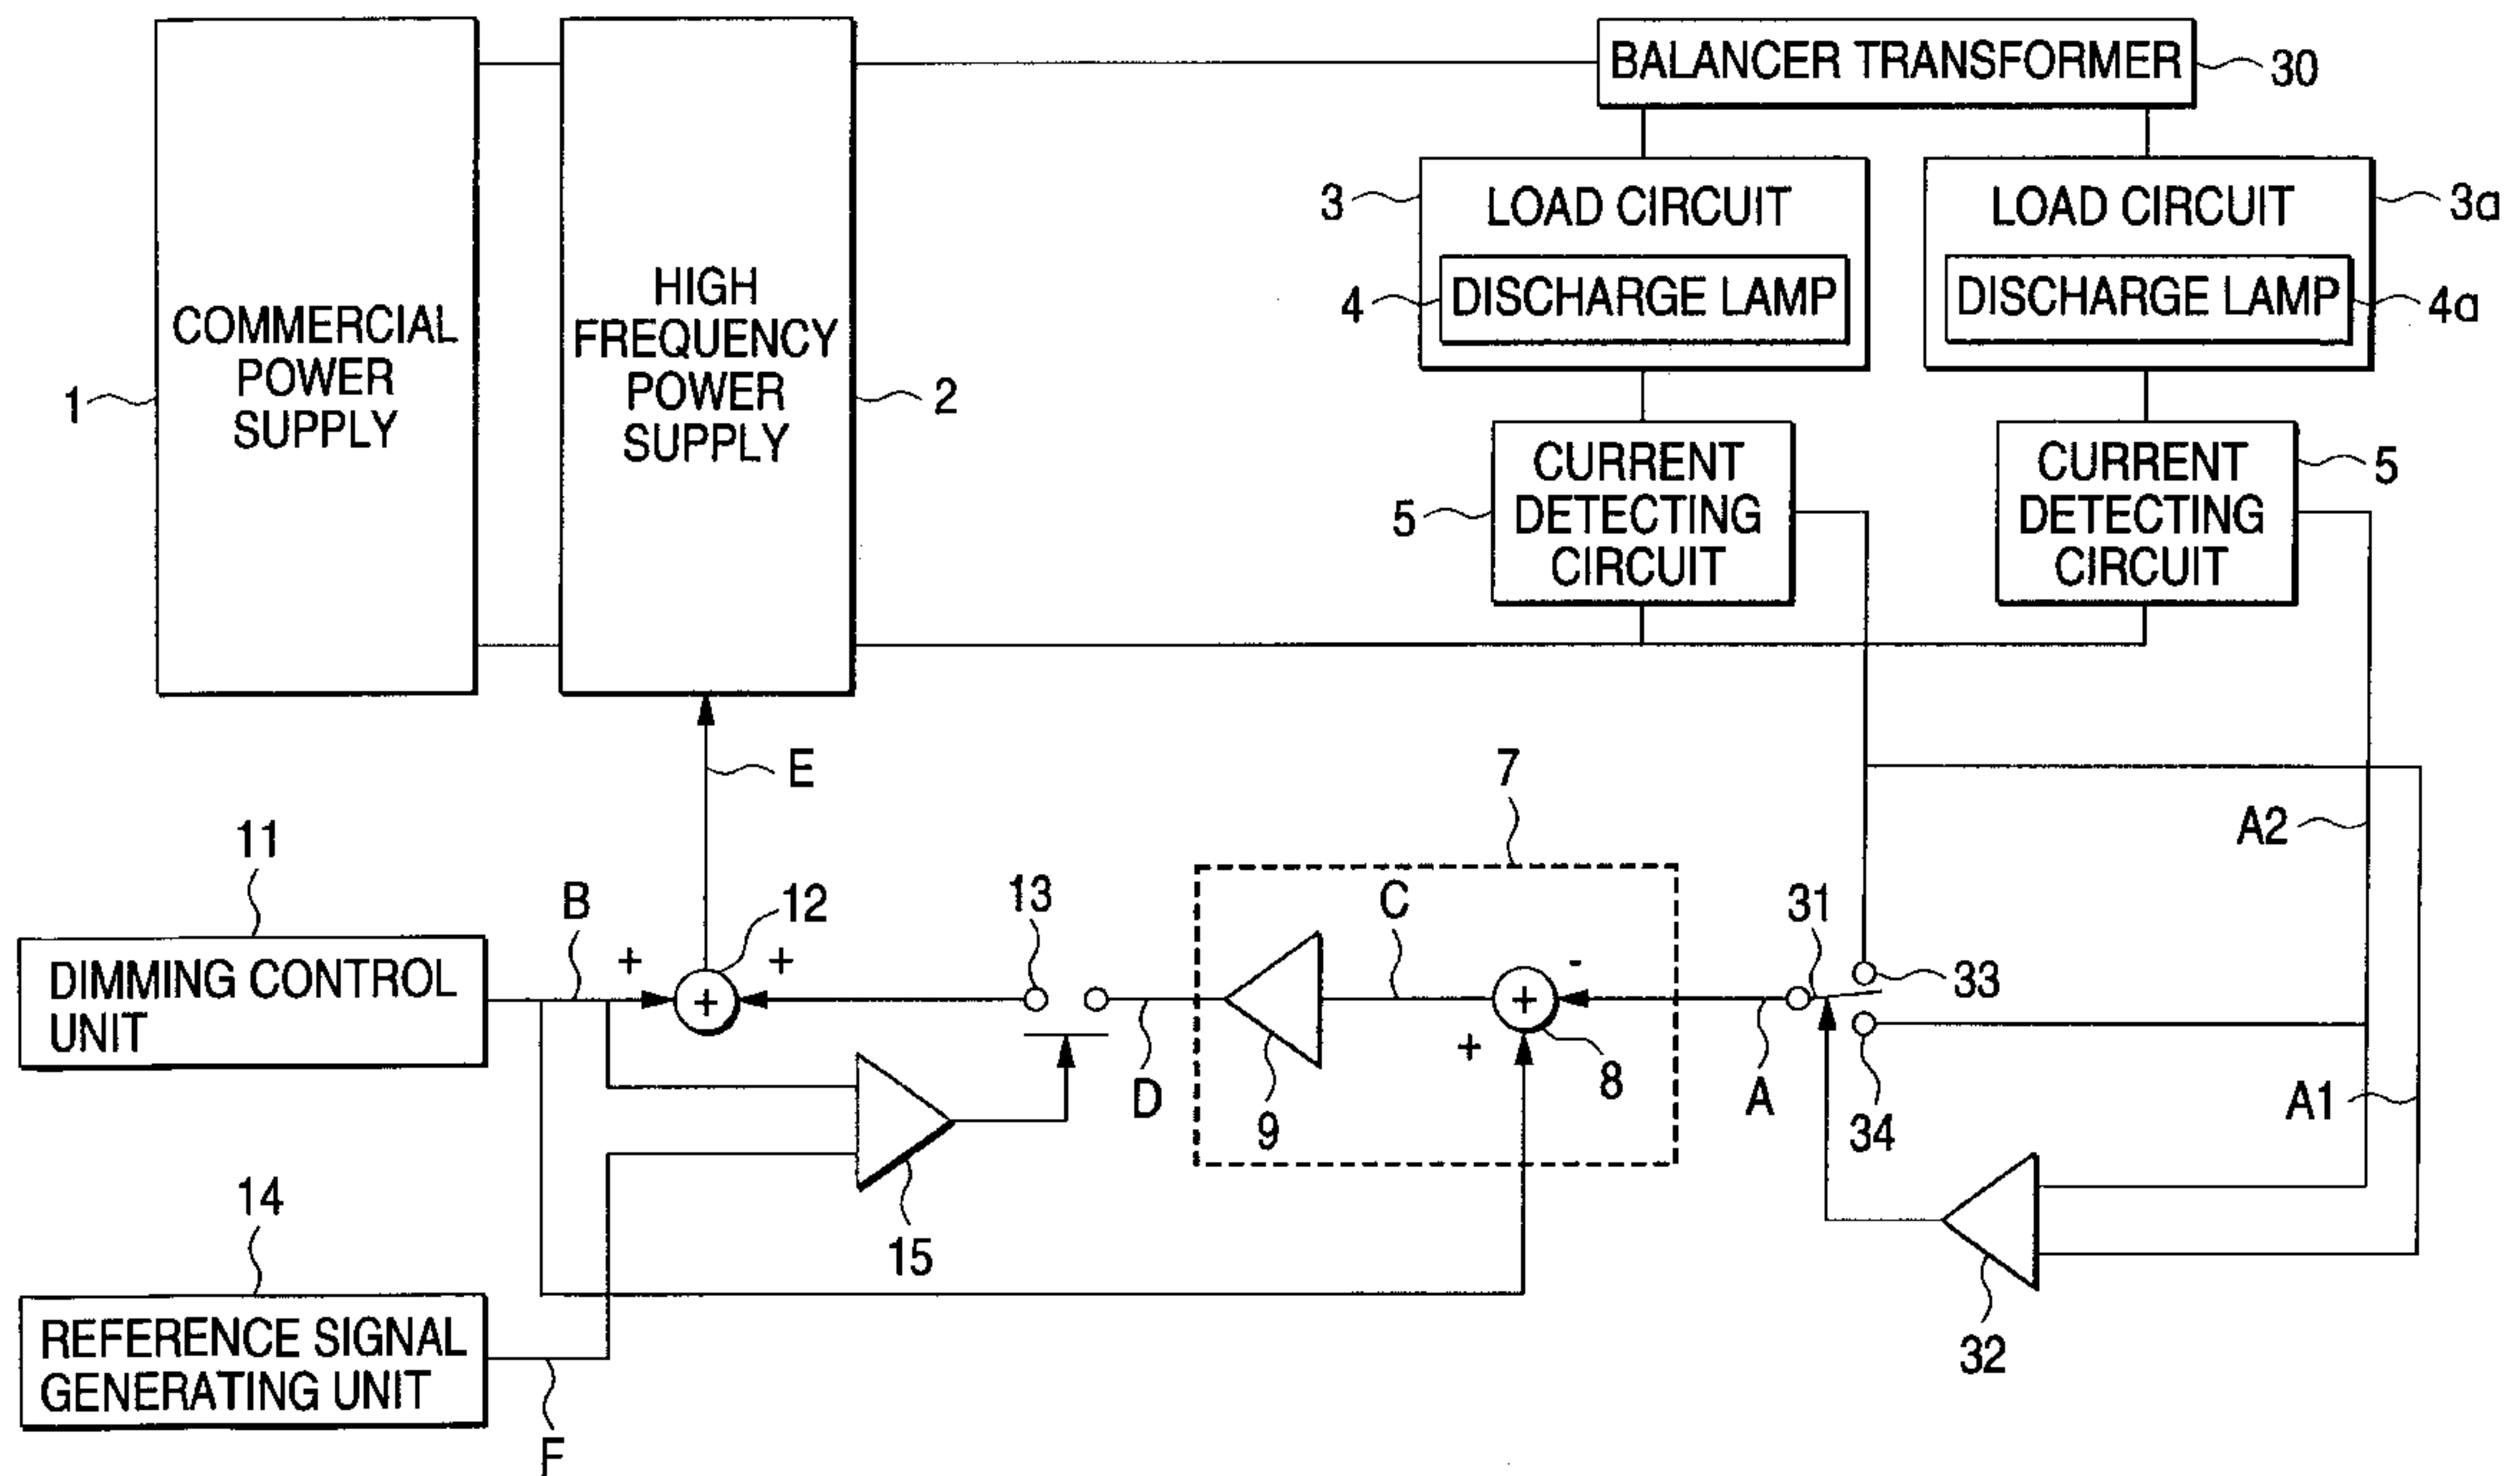 BALANCER TRANSFORMER
30
COMMERCIAL
POWER
SUPPLY
1
HIGH
FREQUENCY
POWER
SUPPLY
2
3
LOAD CIRCUIT
4
DISCHARGE LAMP
LOAD CIRCUIT
3a
DISCHARGE LAMP
4a
5
CURRENT
DETECTING
CIRCUIT
CURRENT
DETECTING
CIRCUIT
5
E
7
A2
11
B
+
12
+
+
13
C
-
31
33
DIMMING CONTROL
UNIT
D
9
+
+
8
A
34
A1
14
15
32
REFERENCE SIGNAL
GENERATING UNIT
F